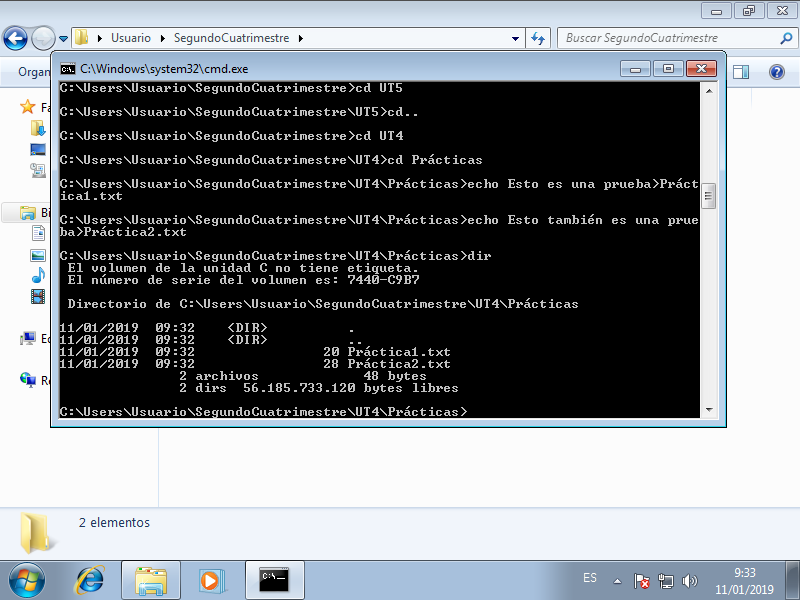 Usuario SegundoCuatrimestre
Buscar SegundoCuatrimestre
Organ
C:\Windows\system32\cmd.exe
Fa
Bi
C:\Users\Usuario\SegundoCuatrimestre>cd UT5
C:\Users\Usuario\SegundoCuatrimestre\UT5>cd..
C:\Users\Usuario\SegundoCuatrimestre>cd UT4
C:\Users\Usuario\SegundoCuatrimestre\UT4>cd Prácticas
C:\Users\Usuario\SegundoCuatrimestre\UT4\Prácticas>echo Esto es una prueba>Práct
ica1.txt
C:\Users\Usuario\SegundoCuatrimestre\UT4\Prácticas>echo Esto también es una prue
ba>Práctica2.txt
C:\Users\Usuario\SegundoCuatrimestre\UT4\Prácticas>dir
El volumen de la unidad C no tiene etiqueta.
El número de serie del volumen es: 7440-C9B7
Directorio de C:\Users\Usuario\SegundoCuatrimestre\UT4\Prácticas
11/01/2019  09:32    <DIR>          .
11/01/2019  09:32    <DIR>          ..
11/01/2019  09:32                20 Práctica1.txt
11/01/2019  09:32                28 Práctica2.txt
2 archivos             48 bytes
2 dirs  56.185.733.120 bytes libres
C:\Users\Usuario\SegundoCuatrimestre\UT4\Prácticas>
Ec
Re
2 elementos
C:\_
ES
9:33
11/01/2019